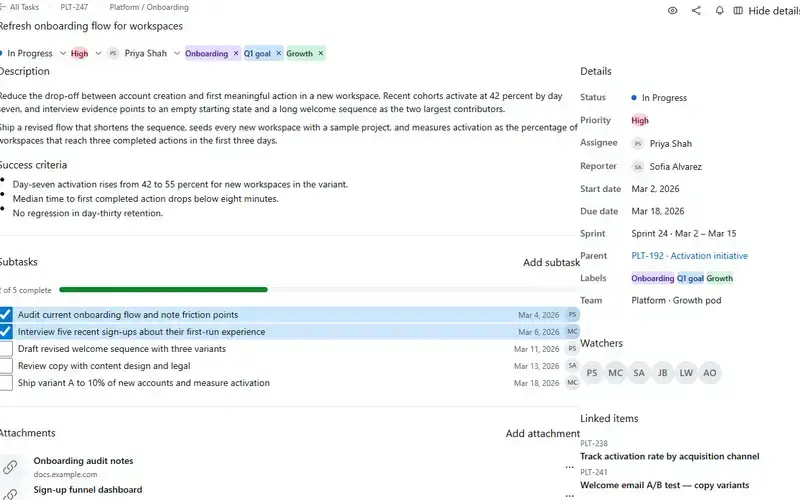 All Tasks PLT-247 Platform / Onboarding
Hide details
Refresh onboarding flow for workspaces
In Progress High PS Priya Shah Onboarding × Q1 goal × Growth ×
Description
Reduce the drop-off between account creation and first meaningful action in a new workspace. Recent cohorts activate at 42 percent by day
seven, and interview evidence points to an empty starting state and a long welcome sequence as the two largest contributors.
Ship a revised flow that shortens the sequence, seeds every new workspace with a sample project, and measures activation as the percentage of
workspaces that reach three completed actions in the first three days.
Success criteria
Day-seven activation rises from 42 to 55 percent for new workspaces in the variant.
Median time to first completed action drops below eight minutes.
No regression in day-thirty retention.
Subtasks Add subtask
2 of 5 complete
Audit current onboarding flow and note friction points Mar 4, 2026 PS
Interview five recent sign-ups about their first-run experience Mar 6, 2026 MC
Draft revised welcome sequence with three variants Mar 11, 2026 PS
Review copy with content design and legal Mar 13, 2026 SA
Ship variant A to 10% of new accounts and measure activation Mar 18, 2026 MC
Attachments Add attachment
Onboarding audit notes
docs.example.com
Sign-up funnel dashboard
Details
Status In Progress
Priority High
Assignee PS Priya Shah
Reporter SA Sofia Alvarez
Start date Mar 2, 2026
Due date Mar 18, 2026
Sprint Sprint 24 · Mar 2 – Mar 15
Parent PLT-192 · Activation initiative
Labels Onboarding Q1 goal Growth
Team Platform · Growth pod
Watchers
PS MC SA JB LW AO
Linked items
PLT-238
Track activation rate by acquisition channel
PLT-241
Welcome email A/B test — copy variants